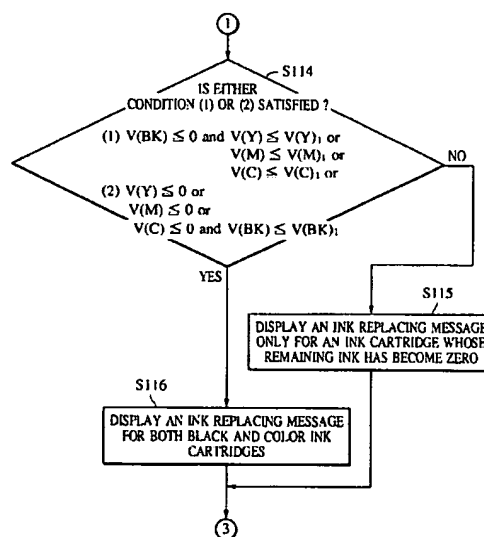 1
S114
IS EITHER
CONDITION (1) OR (2) SATISFIED ?
(1) V(BK) ≦ 0 and V(Y) ≦ V(Y)₁ or
V(M) ≦ V(M)₁ or
V(C) ≦ V(C)₁ or
NO
(2) V(Y) ≦ 0 or
V(M) ≦ 0 or
V(C) ≦ 0 and V(BK) ≦ V(BK)₁
YES
S115
DISPLAY AN INK REPLACING MESSAGE
ONLY FOR AN INK CARTRIDGE WHOSE
REMAINING INK HAS BECOME ZERO
S116
DISPLAY AN INK REPLACING MESSAGE
FOR BOTH BLACK AND COLOR INK
CARTRIDGES
3